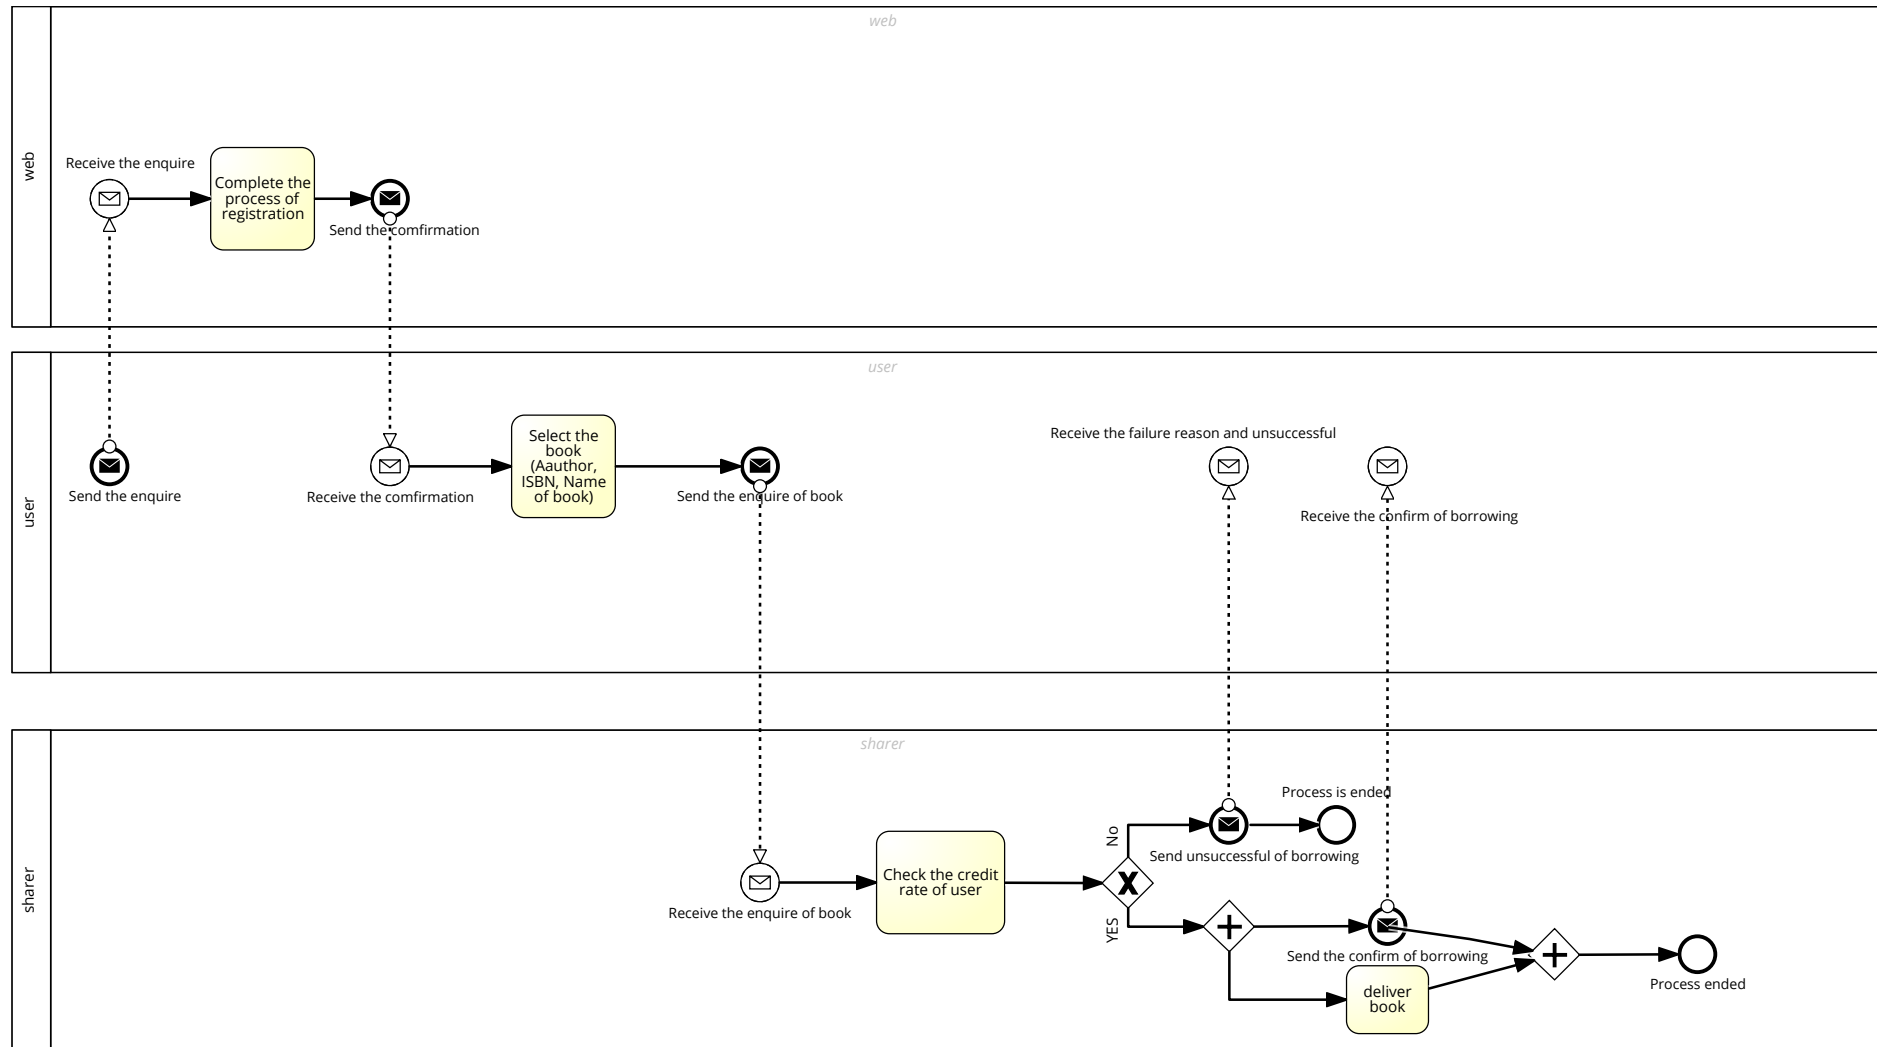 web
web
Receive the enquire
Complete the
process of
registration
Send the comfirmation
user
user
Send the enquire
Receive the comfirmation
Select the
book
(Aauthor,
ISBN, Name
of book)
Send the enquire of book
Receive the failure reason and unsuccessful
Receive the confirm of borrowing
sharer
sharer
Receive the enquire of book
Check the credit
rate of user
No
YES
Send unsuccessful of borrowing
Process is ended
Send the confirm of borrowing
deliver
book
Process ended